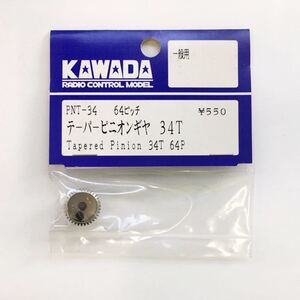 KAWADA
RADIO CONTROL MODEL
一般用
PNT-34 64ピッチ ¥550
テーパーピニオンギヤ 34T
Tapered Pinion 34T 64P